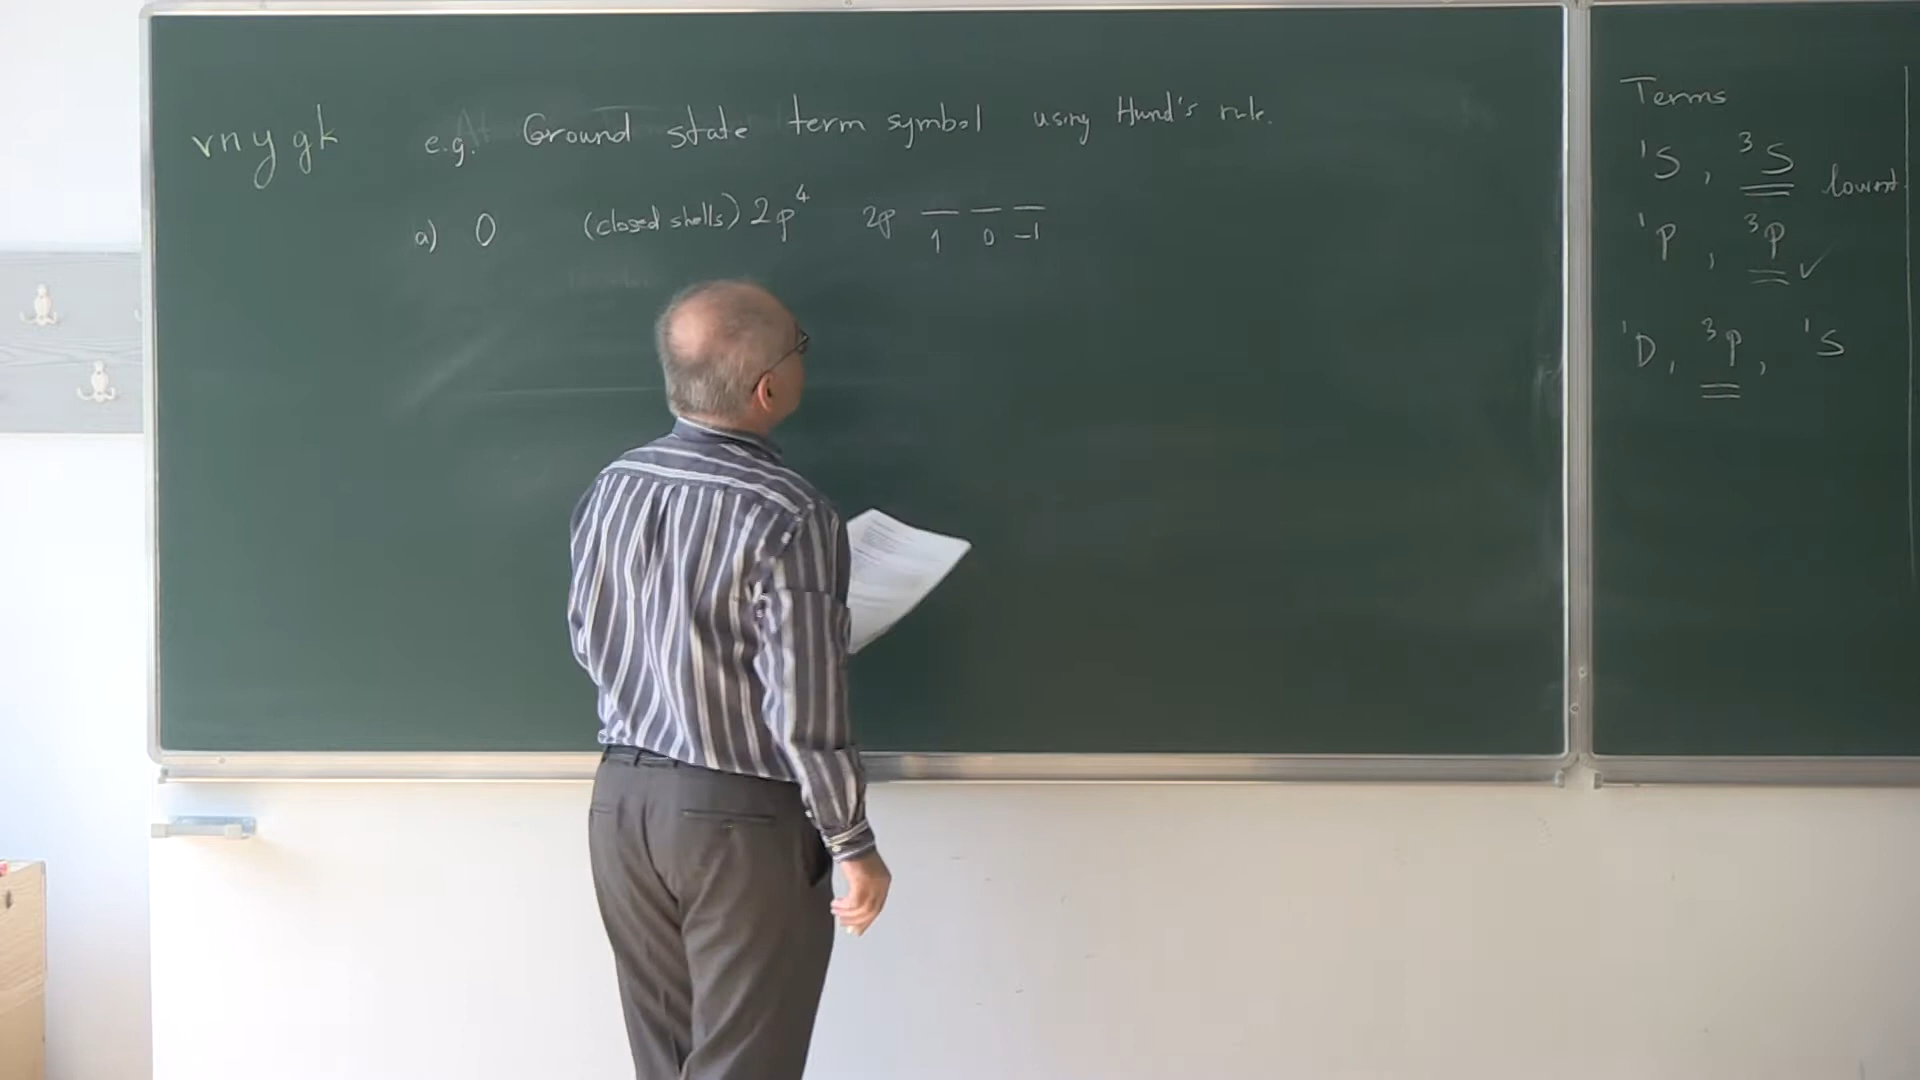 vnygk
e.g. Ground state term symbol using Hund's rule.
a) O (closed shells) 2p⁴ 2p _ _ _
1 0 -1
Terms
¹S, ³S lowest
¹P, ³P ✓
¹D, ³P, ¹S